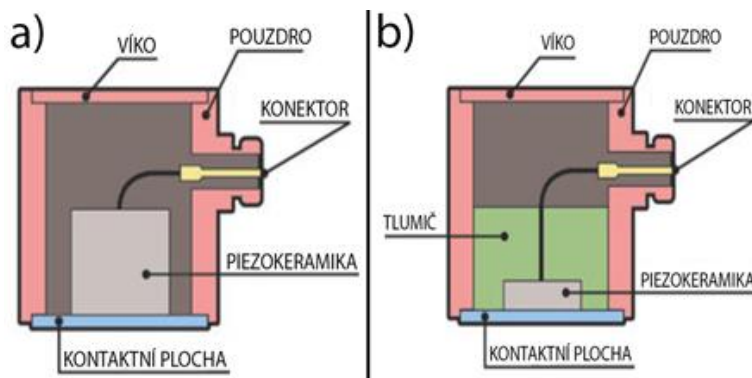 a)
VÍKO
POUZDRO
KONEKTOR
PIEZOKERAMIKA
KONTAKTNÍ PLOCHA
b)
VÍKO
POUZDRO
KONEKTOR
TLUMIČ
PIEZOKERAMIKA
KONTAKTNÍ PLOCHA